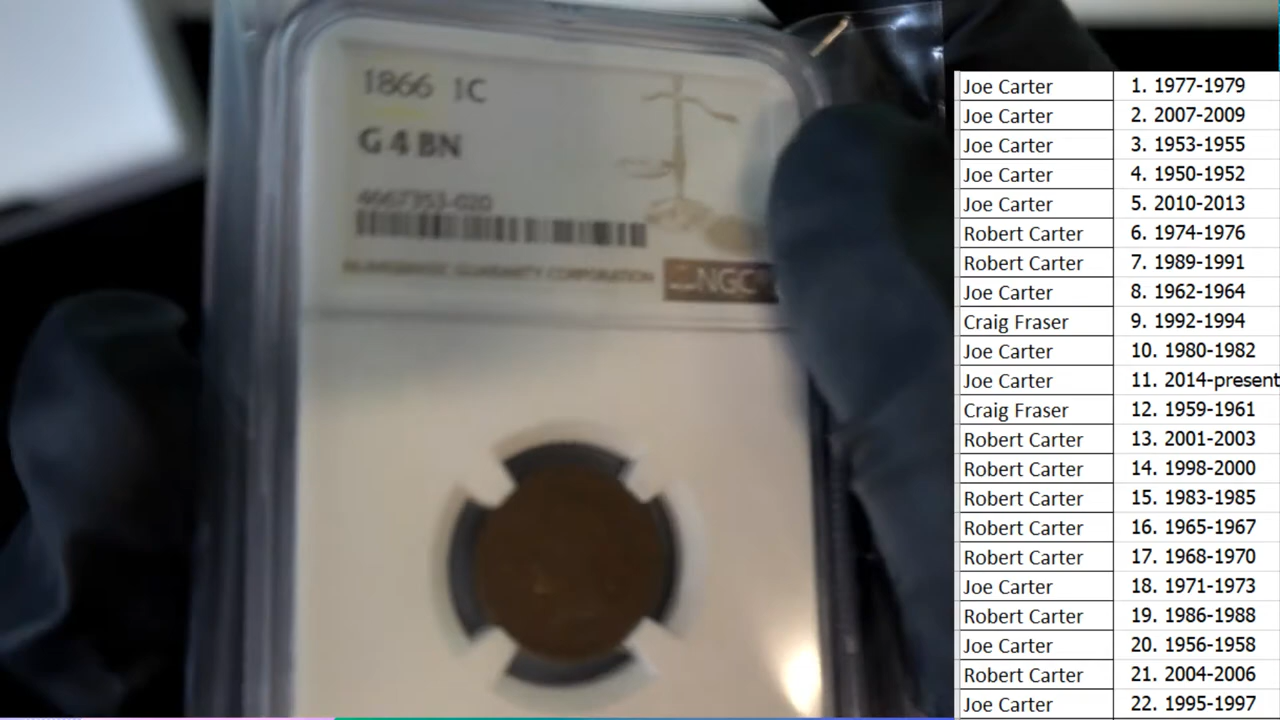 1866 1C
G 4 BN
4667353-020
NUMISMATIC GUARANTY CORPORATION
NGC
Joe Carter 1. 1977-1979
Joe Carter 2. 2007-2009
Joe Carter 3. 1953-1955
Joe Carter 4. 1950-1952
Joe Carter 5. 2010-2013
Robert Carter 6. 1974-1976
Robert Carter 7. 1989-1991
Joe Carter 8. 1962-1964
Craig Fraser 9. 1992-1994
Joe Carter 10. 1980-1982
Joe Carter 11. 2014-present
Craig Fraser 12. 1959-1961
Robert Carter 13. 2001-2003
Robert Carter 14. 1998-2000
Robert Carter 15. 1983-1985
Robert Carter 16. 1965-1967
Robert Carter 17. 1968-1970
Joe Carter 18. 1971-1973
Robert Carter 19. 1986-1988
Joe Carter 20. 1956-1958
Robert Carter 21. 2004-2006
Joe Carter 22. 1995-1997